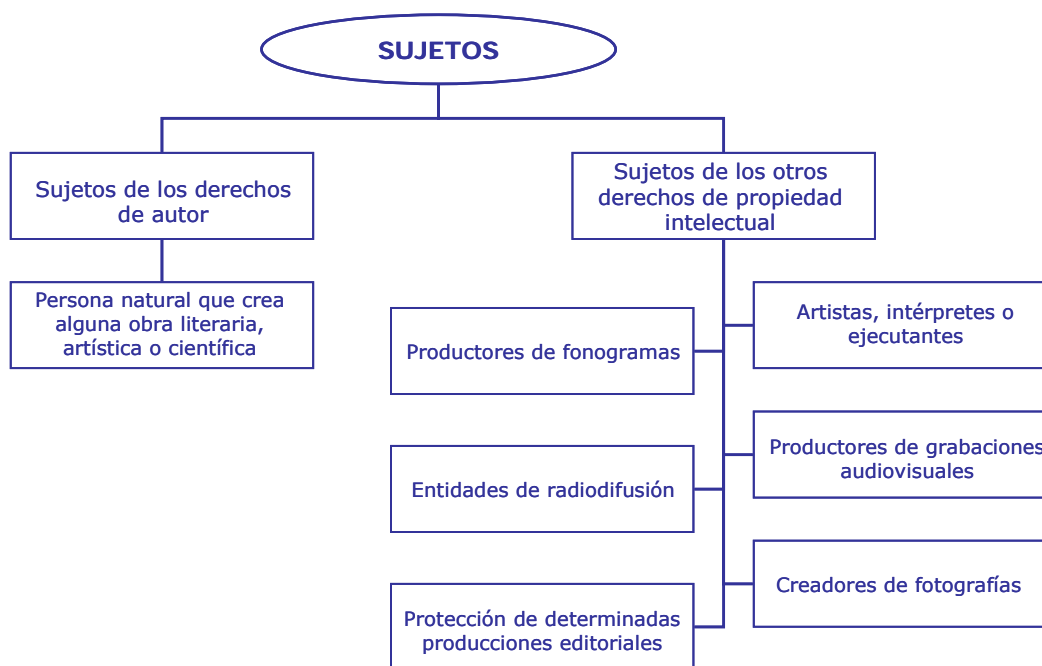 SUJETOS
Sujetos de los derechos
de autor
Sujetos de los otros
derechos de propiedad
intelectual
Persona natural que crea
alguna obra literaria,
artística o científica
Artistas, intérpretes o
ejecutantes
Productores de fonogramas
Productores de grabaciones
audiovisuales
Entidades de radiodifusión
Creadores de fotografías
Protección de determinadas
producciones editoriales